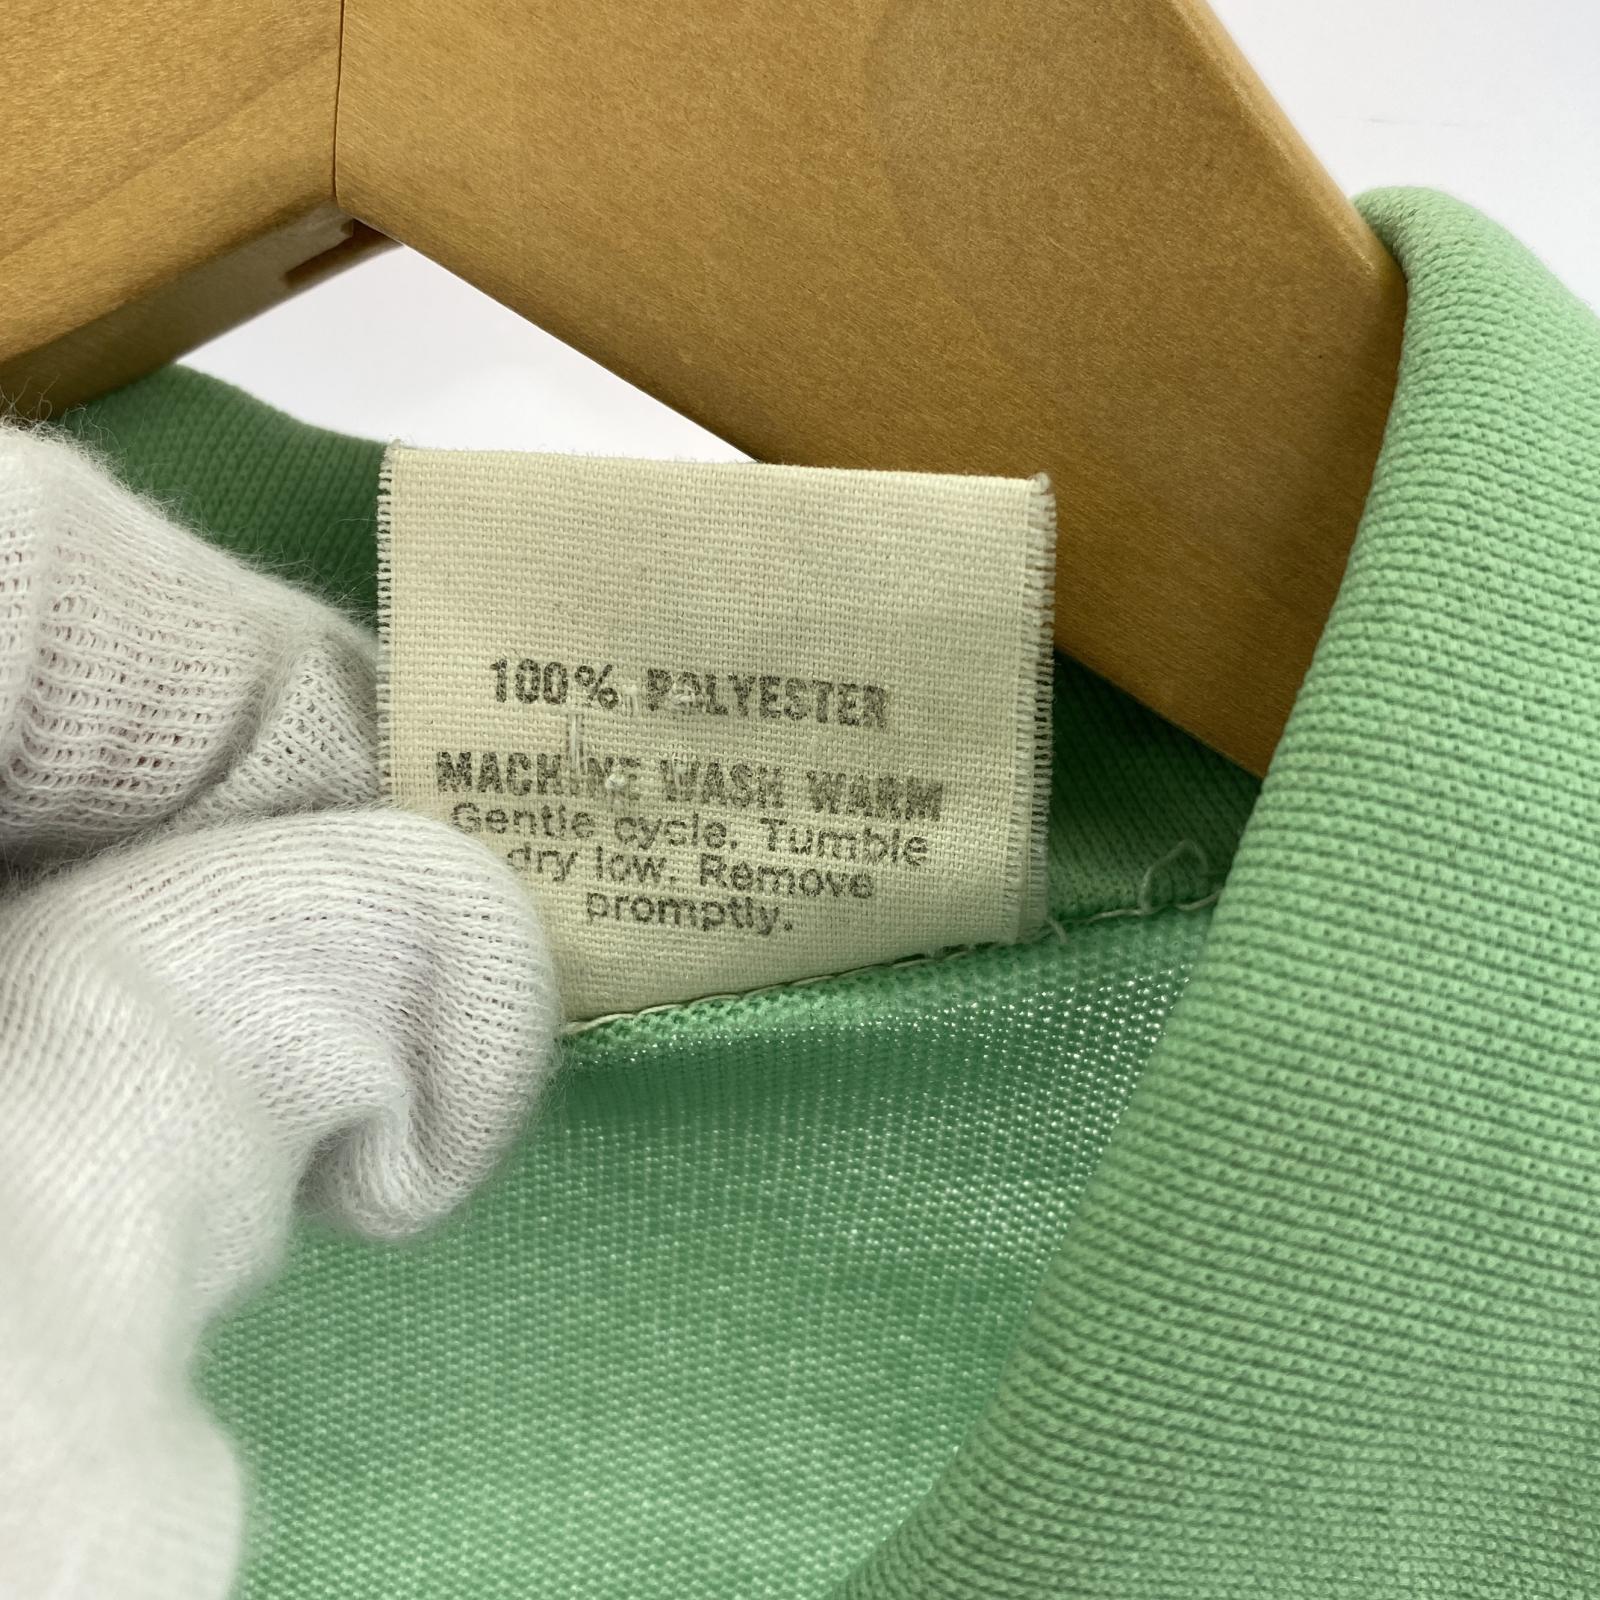 100% POLYESTER
MACHINE WASH WARM
Gentle cycle. Tumble
dry low. Remove
promptly.